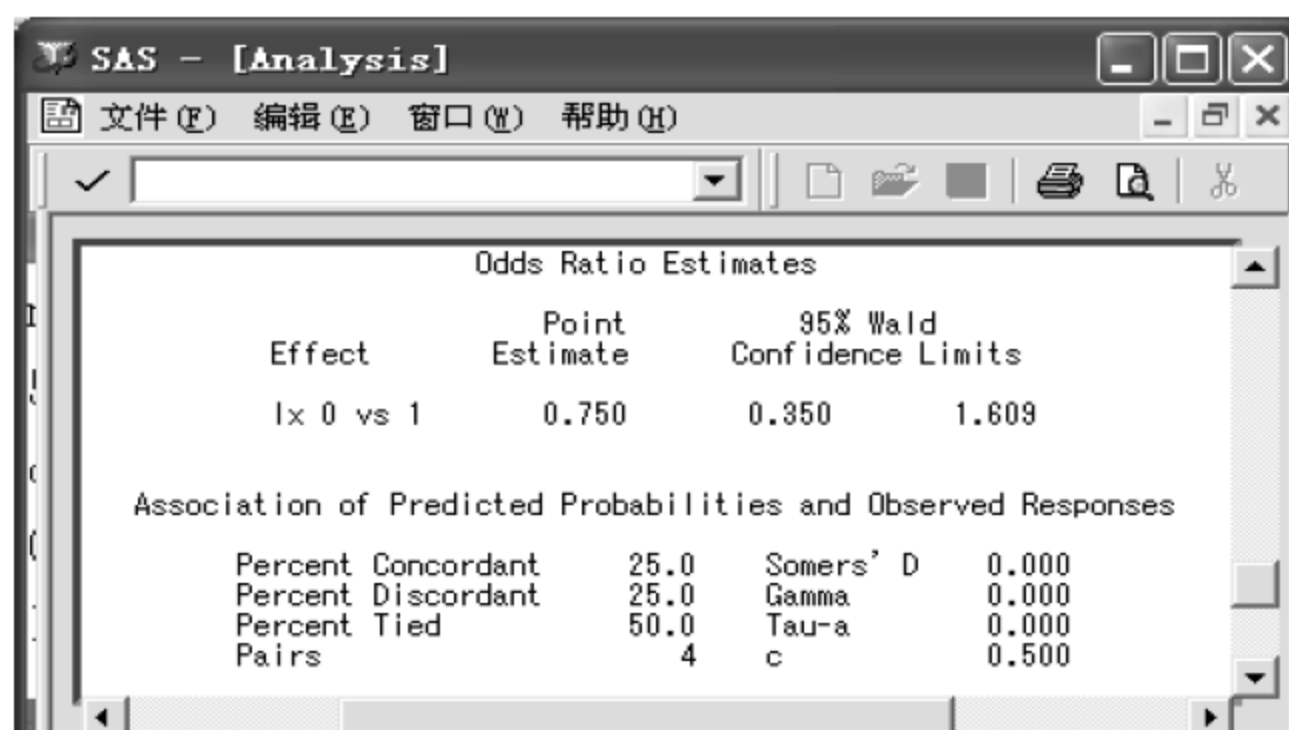 SAS - [Analysis]
文件(F) 编辑(E) 窗口(W) 帮助(H)
Odds Ratio Estimates
Point 95% Wald
Effect Estimate Confidence Limits
lx 0 vs 1 0.750 0.350 1.609
Association of Predicted Probabilities and Observed Responses
Percent Concordant 25.0 Somers' D 0.000
Percent Discordant 25.0 Gamma 0.000
Percent Tied 50.0 Tau-a 0.000
Pairs 4 c 0.500